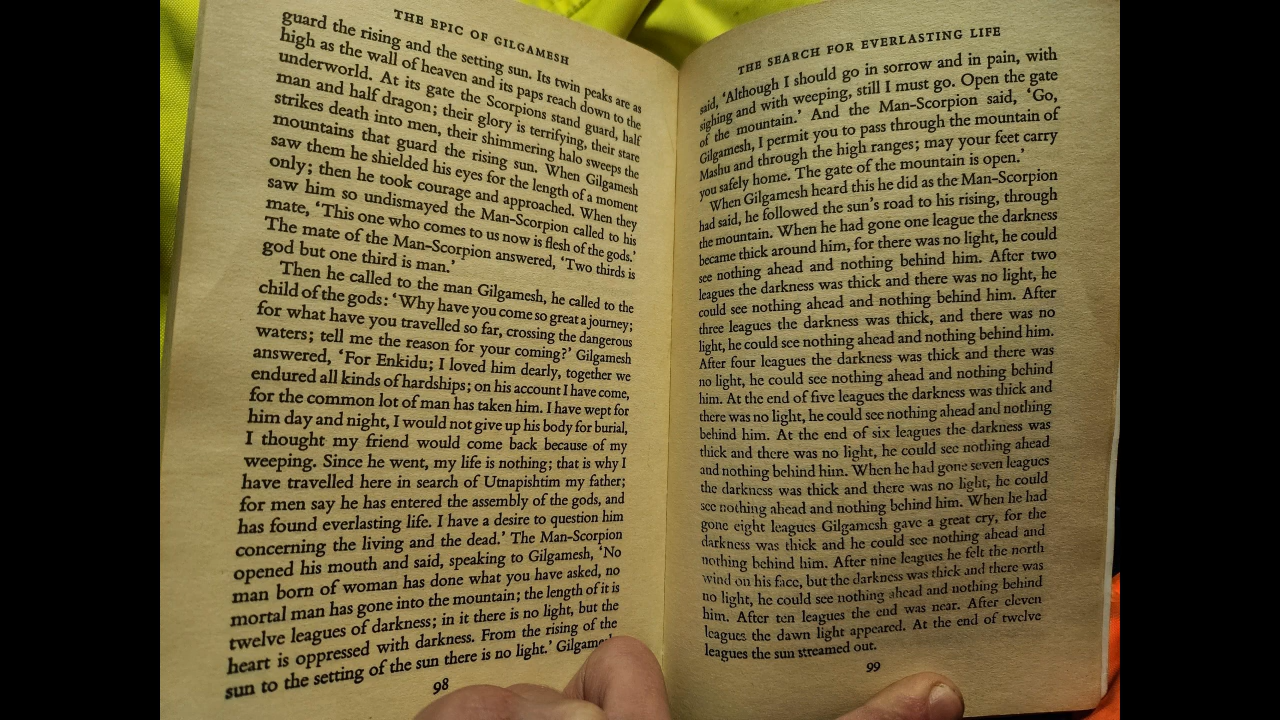 THE EPIC OF GILGAMESH
guard the rising and the setting sun. Its twin peaks are as
high as the wall of heaven and its paps reach down to the
underworld. At its gate the Scorpions stand guard, half
man and half dragon; their glory is terrifying, their stare
strikes death into men, their shimmering halo sweeps the
mountains that guard the rising sun. When Gilgamesh
saw them he shielded his eyes for the length of a moment
only; then he took courage and approached. When they
saw him so undismayed the Man-Scorpion called to his
mate, ‘This one who comes to us now is flesh of the gods.’
The mate of the Man-Scorpion answered, ‘Two thirds is
god but one third is man.’
Then he called to the man Gilgamesh, he called to the
child of the gods: ‘Why have you come so great a journey;
for what have you travelled so far, crossing the dangerous
waters; tell me the reason for your coming?’ Gilgamesh
answered, ‘For Enkidu; I loved him dearly, together we
endured all kinds of hardships; on his account I have come,
for the common lot of man has taken him. I have wept for
him day and night, I would not give up his body for burial,
I thought my friend would come back because of my
weeping. Since he went, my life is nothing; that is why I
have travelled here in search of Utnapishtim my father;
for men say he has entered the assembly of the gods, and
has found everlasting life. I have a desire to question him
concerning the living and the dead.’ The Man-Scorpion
opened his mouth and said, speaking to Gilgamesh, ‘No
man born of woman has done what you have asked, no
mortal man has gone into the mountain; the length of it is
twelve leagues of darkness; in it there is no light, but the
heart is oppressed with darkness. From the rising of the
sun to the setting of the sun there is no light.’ Gilgamesh
98
THE SEARCH FOR EVERLASTING LIFE
said, ‘Although I should go in sorrow and in pain, with
sighing and with weeping, still I must go. Open the gate
of the mountain.’ And the Man-Scorpion said, ‘Go,
Gilgamesh, I permit you to pass through the mountain of
Mashu and through the high ranges; may your feet carry
you safely home. The gate of the mountain is open.’
When Gilgamesh heard this he did as the Man-Scorpion
had said, he followed the sun’s road to his rising, through
the mountain. When he had gone one league the darkness
became thick around him, for there was no light, he could
see nothing ahead and nothing behind him. After two
leagues the darkness was thick and there was no light, he
could see nothing ahead and nothing behind him. After
three leagues the darkness was thick, and there was no
light, he could see nothing ahead and nothing behind him.
After four leagues the darkness was thick and there was
no light, he could see nothing ahead and nothing behind
him. At the end of five leagues the darkness was thick and
there was no light, he could see nothing ahead and nothing
behind him. At the end of six leagues the darkness was
thick and there was no light, he could see nothing ahead
and nothing behind him. When he had gone seven leagues
the darkness was thick and there was no light, he could
see nothing ahead and nothing behind him. When he had
gone eight leagues Gilgamesh gave a great cry, for the
darkness was thick and he could see nothing ahead and
nothing behind him. After nine leagues he felt the north
wind on his face, but the darkness was thick and there was
no light, he could see nothing ahead and nothing behind
him. After ten leagues the end was near. After eleven
leagues the dawn light appeared. At the end of twelve
leagues the sun streamed out.
99